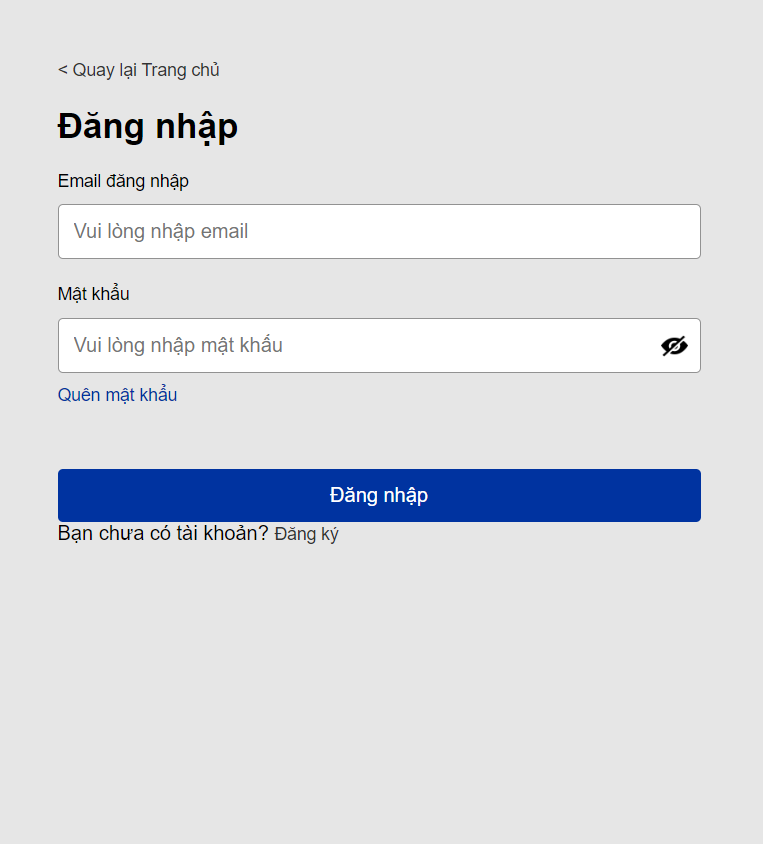 < Quay lại Trang chủ
Đăng nhập
Email đăng nhập
Vui lòng nhập email
Mật khẩu
Vui lòng nhập mật khẩu
Quên mật khẩu
Đăng nhập
Bạn chưa có tài khoản? Đăng ký